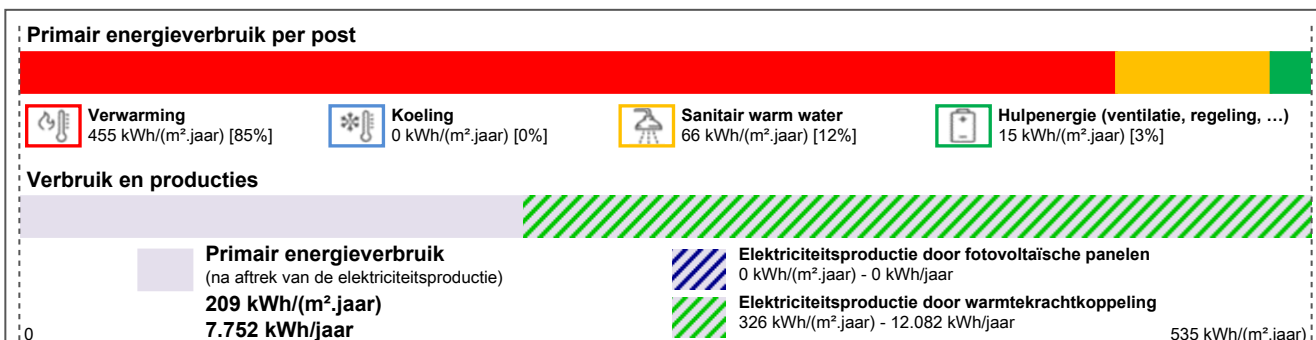 Primair energieverbruik per post
Verwarming
455 kWh/(m².jaar) [85%]
Koeling
0 kWh/(m².jaar) [0%]
Sanitair warm water
66 kWh/(m².jaar) [12%]
Hulpenergie (ventilatie, regeling, …)
15 kWh/(m².jaar) [3%]
Verbruik en producties
Primair energieverbruik
(na aftrek van de elektriciteitsproductie)
209 kWh/(m².jaar)
7.752 kWh/jaar
Elektriciteitsproductie door fotovoltaïsche panelen
0 kWh/(m².jaar) - 0 kWh/jaar
Elektriciteitsproductie door warmtekrachtkoppeling
326 kWh/(m².jaar) - 12.082 kWh/jaar
0
535 kWh/(m².jaar)